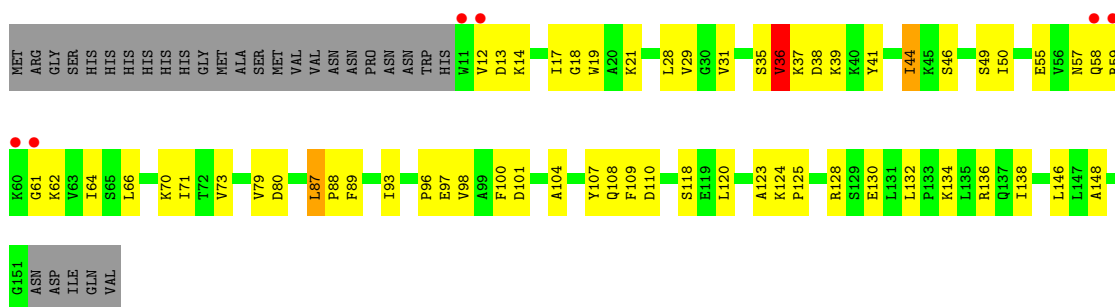 MET ARG GLY SER HIS HIS HIS HIS HIS HIS GLY MET ALA SER MET VAL VAL ASN ASN PRO ASN ASN TRP HIS W11 V12 D13 K14 I17 G18 W19 A20 K21 L28 V29 G30 V31 S35 V36 K37 D38 K39 K40 Y41 I44 K45 S46 S49 I50 E55 V56 N57 Q58
K60 G61 K62 V63 I64 S65 L66 K70 I71 T72 V73 V79 D80 L87 P88 F89 I93 P96 E97 V98 A99 F100 D101 A104 Y107 Q108 F109 D110 S118 E119 L120 A123 K124 P125 R128 S129 E130 L131 L132 P133 K134 L135 R136 Q137 I138 L146 L147 A148
G151 ASN ASP ILE GLN VAL